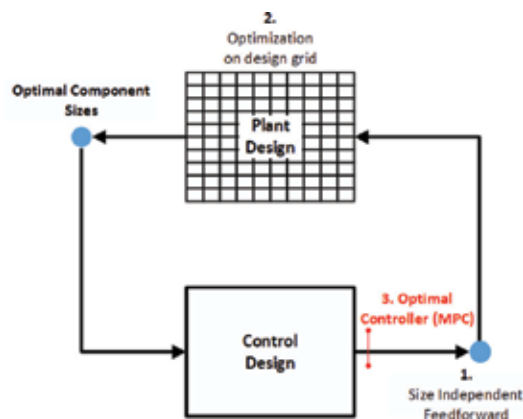 2.
Optimization
on design grid
Optimal Component
Sizes
Plant
Design
3. Optimal
Controller (MPC)
Control
Design
1.
Size Independent
Feedforward